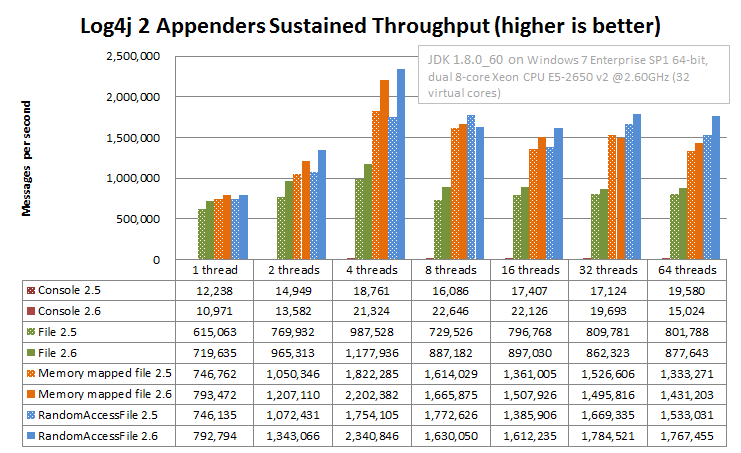 Log4j 2 Appenders Sustained Throughput (higher is better)
JDK 1.8.0_60 on Windows 7 Enterprise SP1 64-bit,
dual 8-core Xeon CPU E5-2650 v2 @2.60GHz (32
virtual cores)
Messages per second
2,500,000
2,000,000
1,500,000
1,000,000
500,000
0
1 thread 2 threads 4 threads 8 threads 16 threads 32 threads 64 threads
Console 2.5 12,238 14,949 18,761 16,086 17,407 17,124 19,580
Console 2.6 10,971 13,582 21,324 22,646 22,126 19,693 15,024
File 2.5 615,063 769,932 987,528 729,526 796,768 809,781 801,788
File 2.6 719,635 965,313 1,177,936 887,182 897,030 862,323 877,643
Memory mapped file 2.5 746,762 1,050,346 1,822,285 1,614,029 1,361,005 1,526,606 1,333,271
Memory mapped file 2.6 793,472 1,207,110 2,202,382 1,665,875 1,507,926 1,495,816 1,431,203
RandomAccessFile 2.5 746,135 1,072,431 1,754,105 1,772,626 1,385,906 1,669,335 1,533,031
RandomAccessFile 2.6 792,794 1,343,066 2,340,846 1,630,050 1,612,235 1,784,521 1,767,455